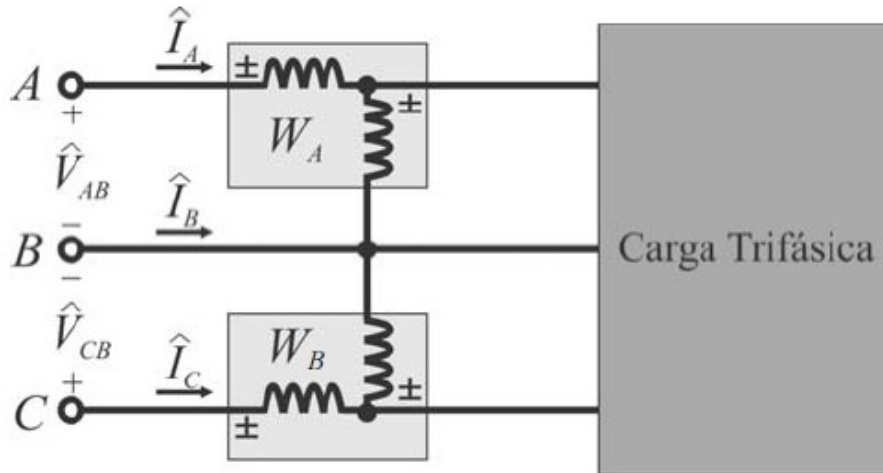 Î_A
± ±
A
+
W_A
V̂_AB
Î_B
−
B
Carga Trifásica
−
V̂_CB
W_B
+
Î_C
±
C
±